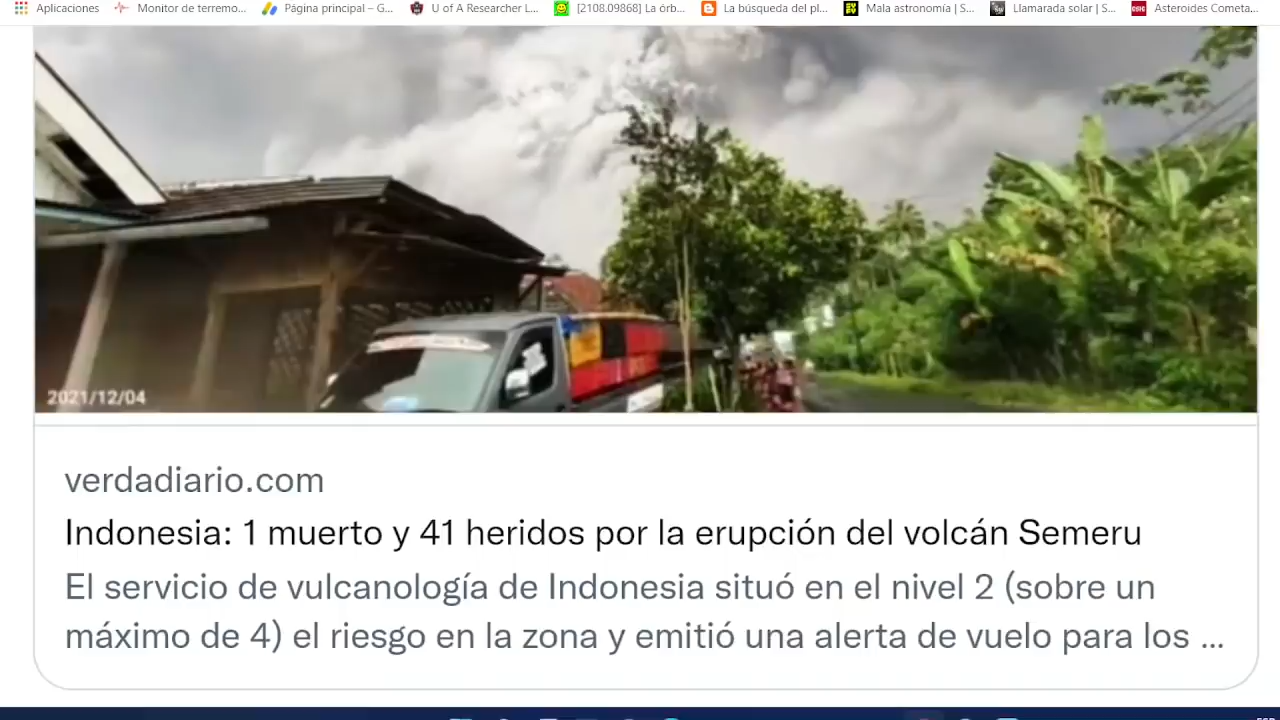 Aplicaciones Monitor de terremo... Página principal – G... U of A Researcher L... [2108.09868] La órb... La búsqueda del pl... Mala astronomía | S... Llamarada solar | S... Asteroides Cometa...
2021/12/04
verdadiario.com
Indonesia: 1 muerto y 41 heridos por la erupción del volcán Semeru
El servicio de vulcanología de Indonesia situó en el nivel 2 (sobre un
máximo de 4) el riesgo en la zona y emitió una alerta de vuelo para los ...